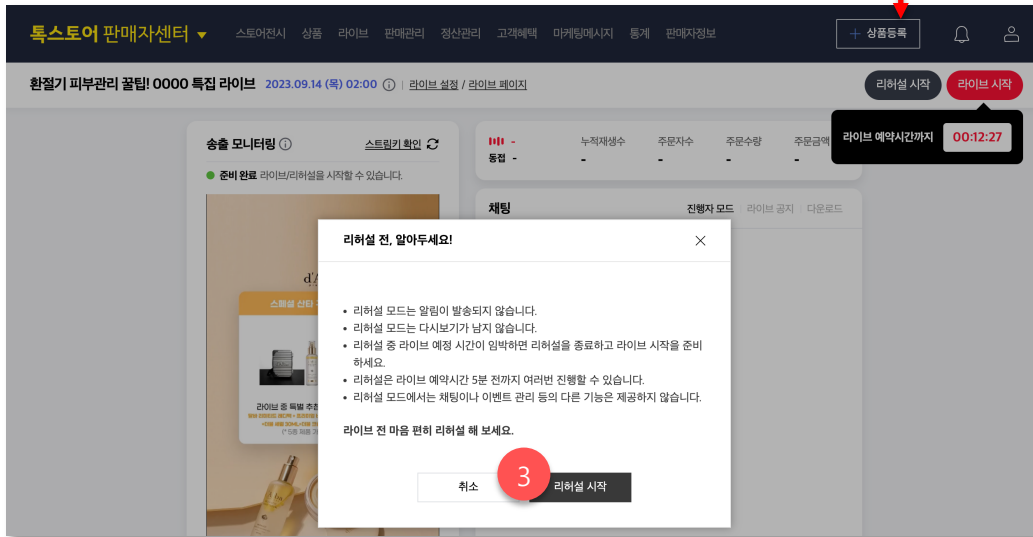 톡스토어 판매자센터 ▼ 스토어전시 상품 라이브 판매관리 정산관리 고객혜택 마케팅메시지 통계 판매자정보 + 상품등록
환절기 피부관리 꿀팁! 0000 특집 라이브 2023.09.14 (목) 02:00 ⓘ | 라이브 설정 / 라이브 페이지 리허설 시작 라이브 시작
라이브 예약시간까지 00:12:27
송출 모니터링 ⓘ 스트림키 확인
준비 완료 라이브/리허설을 시작할 수 있습니다.
- 누적재생수 주문자수 주문수량 주문금액
동접 - - - - -
채팅 진행자 모드 라이브 공지 다운로드
리허설 전, 알아두세요!
d'A
스페셜 산타
• 리허설 모드는 알림이 발송되지 않습니다.
• 리허설 모드는 다시보기가 남지 않습니다.
• 리허설 중 라이브 예정 시간이 임박하면 리허설을 종료하고 라이브 시작을 준비
하세요.
• 리허설은 라이브 예약시간 5분 전까지 여러번 진행할 수 있습니다.
• 리허설 모드에서는 채팅이나 이벤트 관리 등의 다른 기능은 제공하지 않습니다.
라이브 전 마음 편히 리허설 해 보세요.
라이브 중 특별 추첨
취소 3 리허설 시작